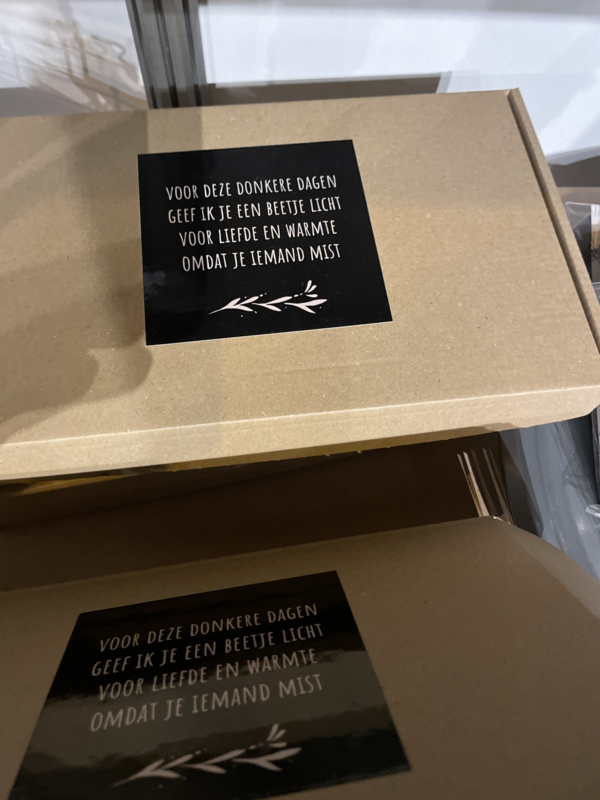 VOOR DEZE DONKERE DAGEN
GEEF IK JE EEN BEETJE LICHT
VOOR LIEFDE EN WARMTE
OMDAT JE IEMAND MIST
VOOR DEZE DONKERE DAGEN
GEEF IK JE EEN BEETJE LICHT
VOOR LIEFDE EN WARMTE
OMDAT JE IEMAND MIST